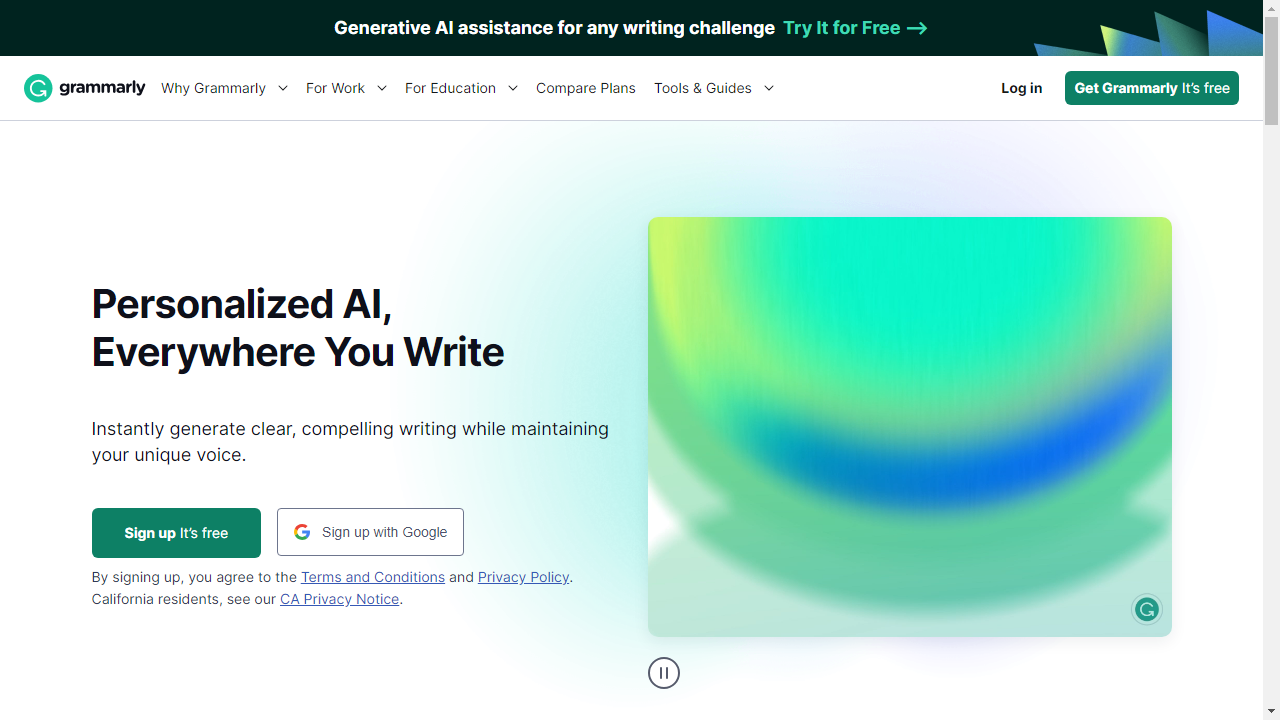 Generative AI assistance for any writing challenge Try It for Free →
grammarly Why Grammarly For Work For Education Compare Plans Tools & Guides Log in Get Grammarly It’s free
Personalized AI,
Everywhere You Write
Instantly generate clear, compelling writing while maintaining
your unique voice.
Sign up It’s free Sign up with Google
By signing up, you agree to the Terms and Conditions and Privacy Policy.
California residents, see our CA Privacy Notice.